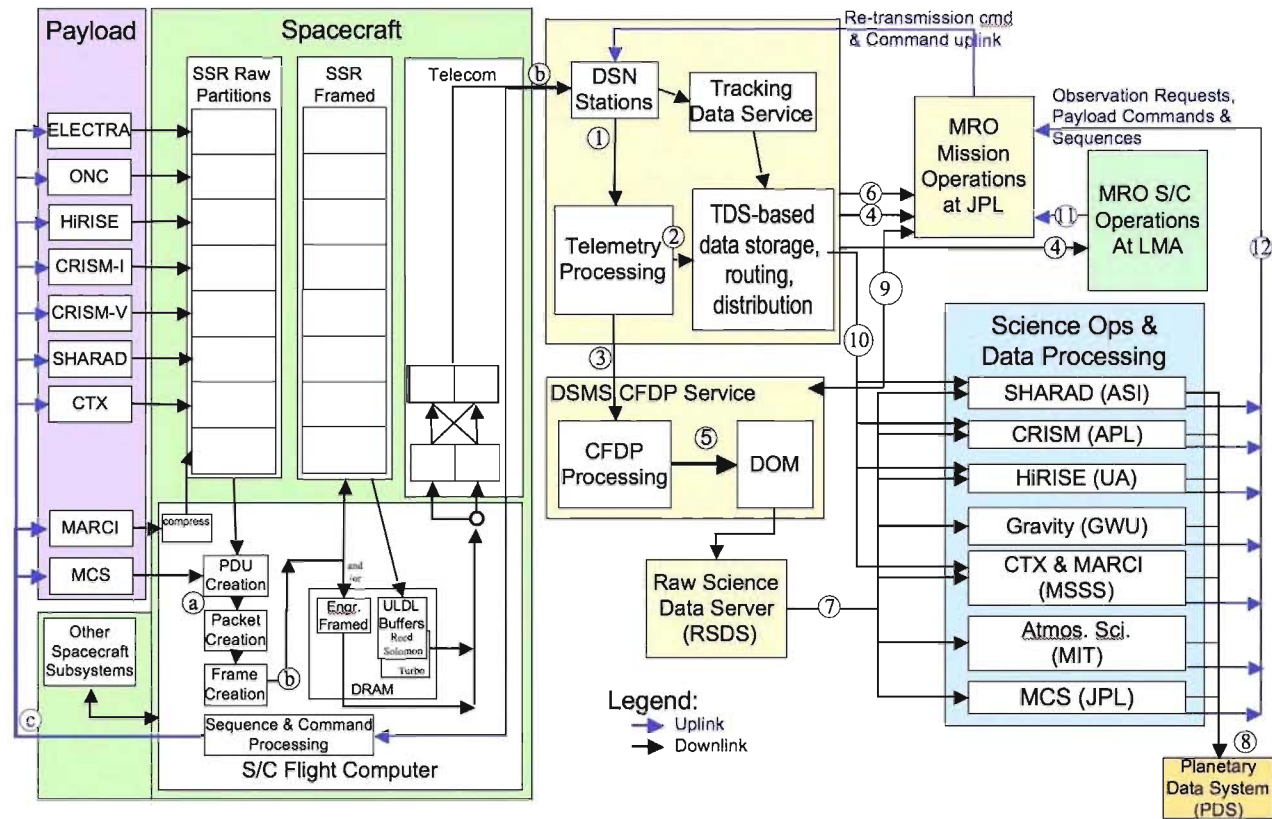 Payload
Spacecraft
SSR Raw
Partitions
SSR
Framed
Telecom
ELECTRA
ONC
HiRISE
CRISM-I
CRISM-V
SHARAD
CTX
MARCI
MCS
compress
PDU
Creation
a
Packet
Creation
Frame
Creation
b
and
/or
Engr.
Framed
ULDL
Buffers
Reed
Solomon
Turbo
DRAM
Other
Spacecraft
Subsystems
c
Sequence & Command
Processing
S/C Flight Computer
b
DSN
Stations
Tracking
Data Service
1
Telemetry
Processing
2
TDS-based
data storage,
routing,
distribution
3
DSMS CFDP Service
CFDP
Processing
5
DOM
Raw Science
Data Server
(RSDS)
7
Legend:
Uplink
Downlink
Re-transmission cmd
& Command uplink
Observation Requests,
Payload Commands &
Sequences
MRO
Mission
Operations
at JPL
6
4
11
MRO S/C
Operations
At LMA
4
9
10
12
Science Ops &
Data Processing
SHARAD (ASI)
CRISM (APL)
HiRISE (UA)
Gravity (GWU)
CTX & MARCI
(MSSS)
Atmos. Sci.
(MIT)
MCS (JPL)
8
Planetary
Data System
(PDS)